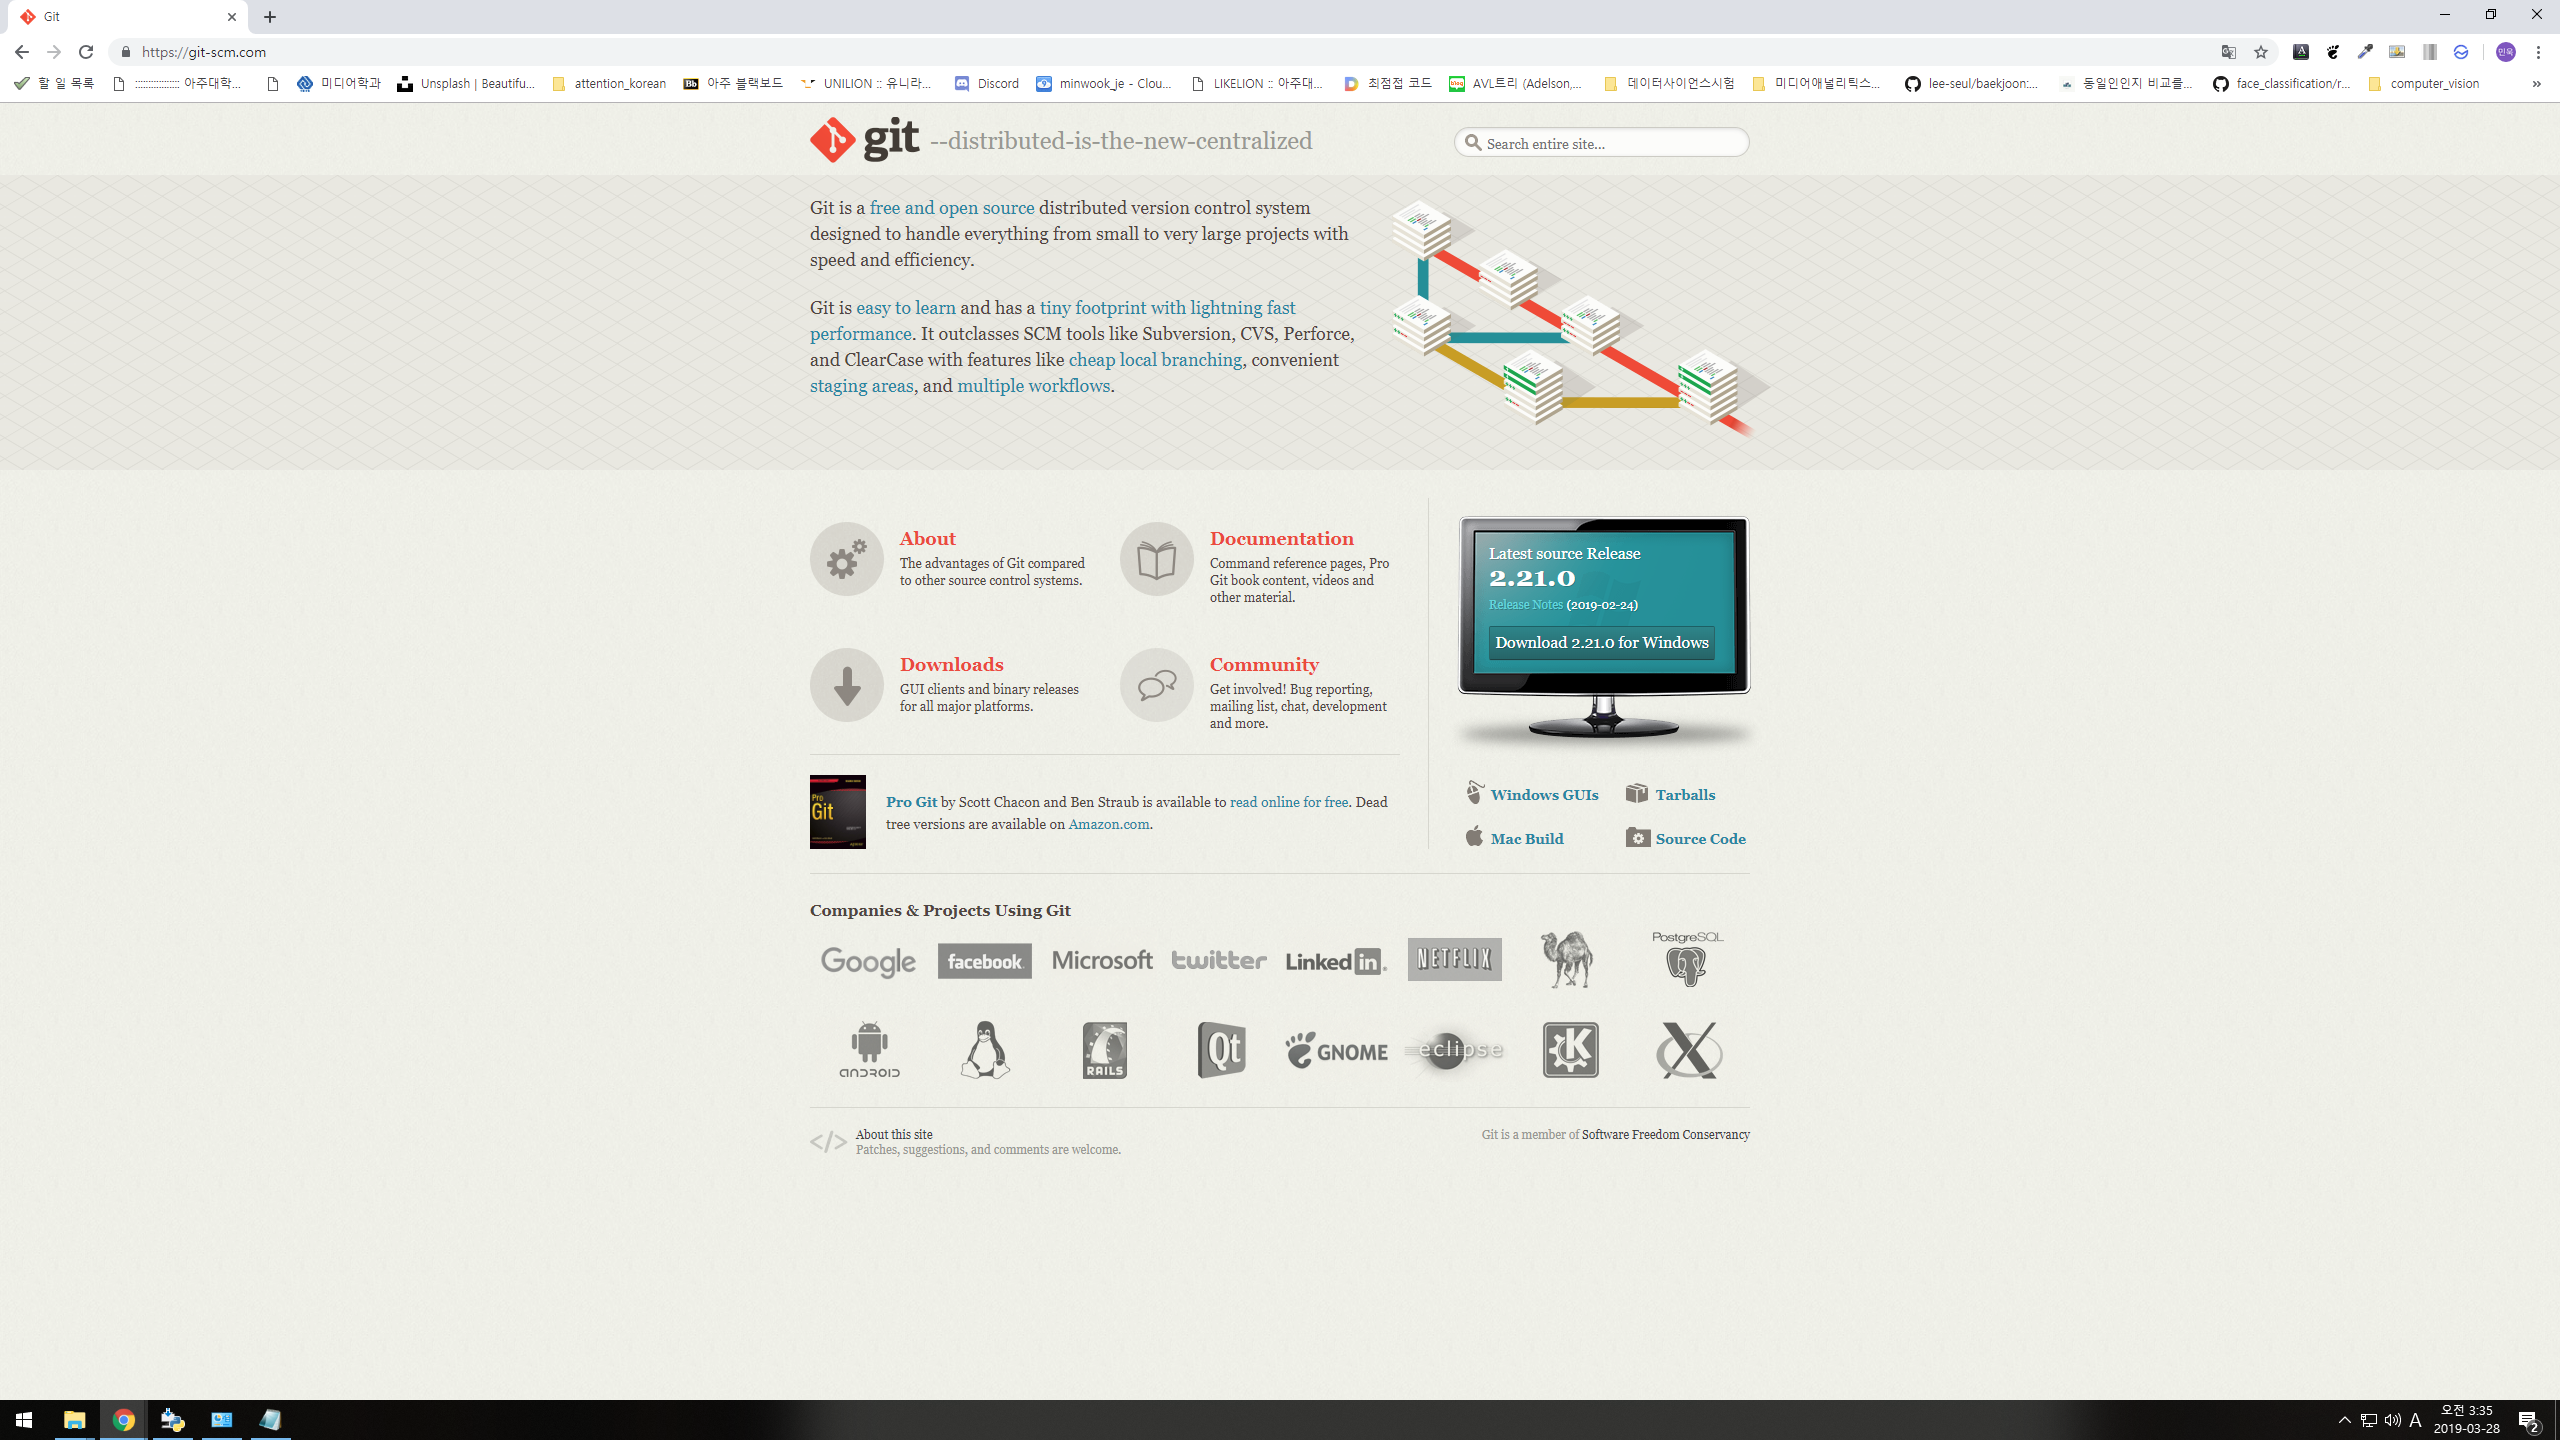 Git
https://git-scm.com
민욱
할 일 목록
:::::::::::::::: 아주대학...
미디어학과
Unsplash | Beautifu...
attention_korean
Bb 아주 블랙보드
UNILION :: 유니라...
Discord
minwook_je - Clou...
LIKELION :: 아주대...
최점접 코드
AVL트리 (Adelson,...
데이터사이언스시험
미디어애널리틱스...
lee-seul/baekjoon:...
동일인인지 비교를...
face_classification/r...
computer_vision
»
git --distributed-is-the-new-centralized
Search entire site...
Git is a free and open source distributed version control system
designed to handle everything from small to very large projects with
speed and efficiency.
Git is easy to learn and has a tiny footprint with lightning fast
performance. It outclasses SCM tools like Subversion, CVS, Perforce,
and ClearCase with features like cheap local branching, convenient
staging areas, and multiple workflows.
About
The advantages of Git compared
to other source control systems.
Documentation
Command reference pages, Pro
Git book content, videos and
other material.
Downloads
GUI clients and binary releases
for all major platforms.
Community
Get involved! Bug reporting,
mailing list, chat, development
and more.
Latest source Release
2.21.0
Release Notes (2019-02-24)
Download 2.21.0 for Windows
Windows GUIs
Tarballs
Mac Build
Source Code
Pro
Git
Pro Git by Scott Chacon and Ben Straub is available to read online for free. Dead
tree versions are available on Amazon.com.
Companies & Projects Using Git
Google
facebook
Microsoft
twitter
Linked in
NETFLIX
PostgreSQL
ANDROID
RAILS
Qt
GNOME
eclipse
K
X
</> About this site
Patches, suggestions, and comments are welcome.
Git is a member of Software Freedom Conservancy
A
오전 3:35
2019-03-28
2